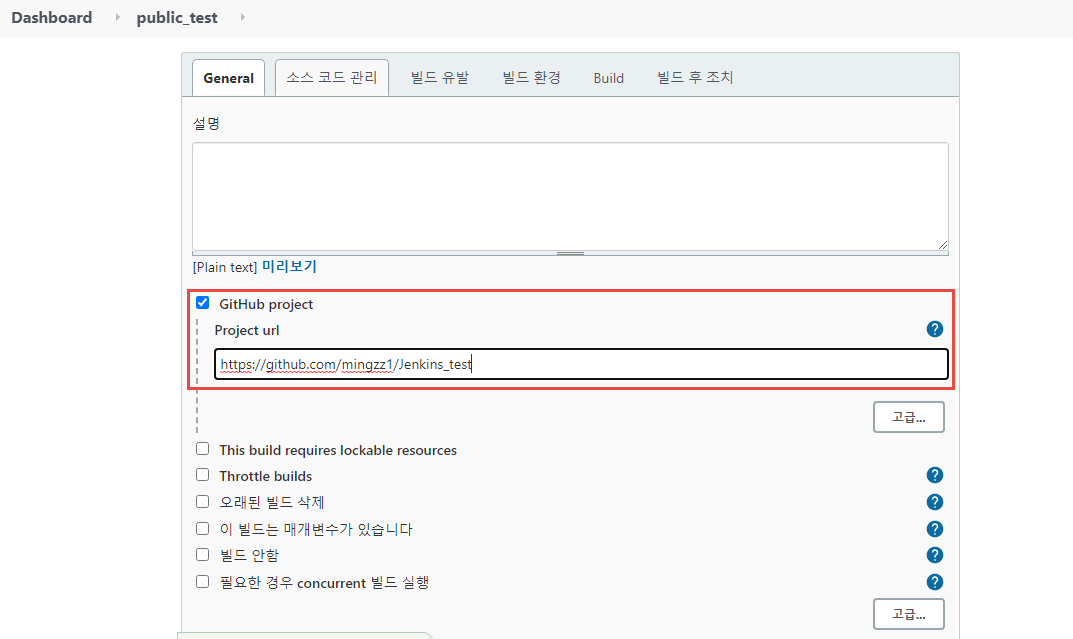 Dashboard public_test
General 소스 코드 관리 빌드 유발 빌드 환경 Build 빌드 후 조치
설명
[Plain text] 미리보기
GitHub project
Project url ?
https://github.com/mingzz1/Jenkins_test
고급...
This build requires lockable resources
Throttle builds ?
오래된 빌드 삭제 ?
이 빌드는 매개변수가 있습니다 ?
빌드 안함 ?
필요한 경우 concurrent 빌드 실행 ?
고급...